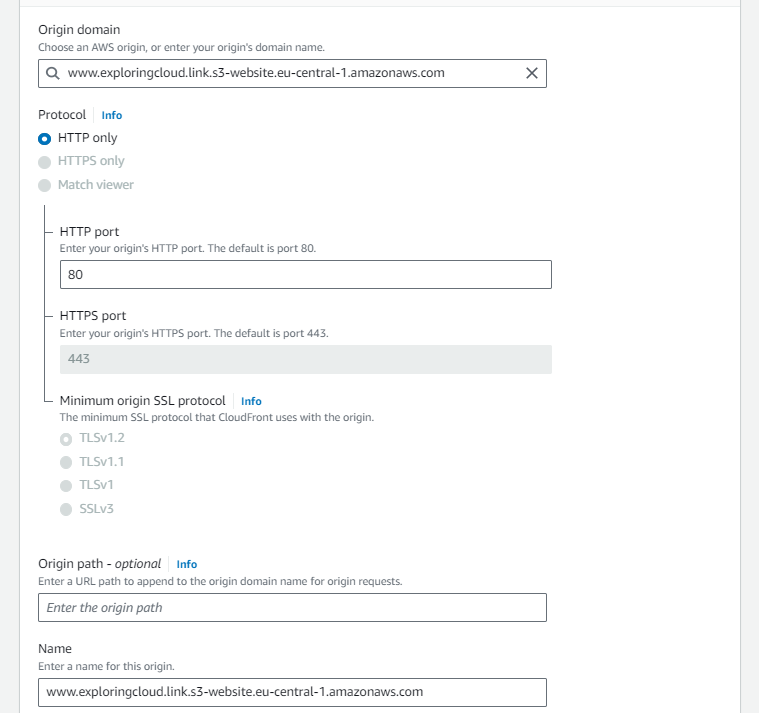 Origin domain
Choose an AWS origin, or enter your origin's domain name.
www.exploringcloud.link.s3-website.eu-central-1.amazonaws.com
Protocol Info
HTTP only
HTTPS only
Match viewer
HTTP port
Enter your origin's HTTP port. The default is port 80.
80
HTTPS port
Enter your origin's HTTPS port. The default is port 443.
443
Minimum origin SSL protocol Info
The minimum SSL protocol that CloudFront uses with the origin.
TLSv1.2
TLSv1.1
TLSv1
SSLv3
Origin path - optional Info
Enter a URL path to append to the origin domain name for origin requests.
Enter the origin path
Name
Enter a name for this origin.
www.exploringcloud.link.s3-website.eu-central-1.amazonaws.com